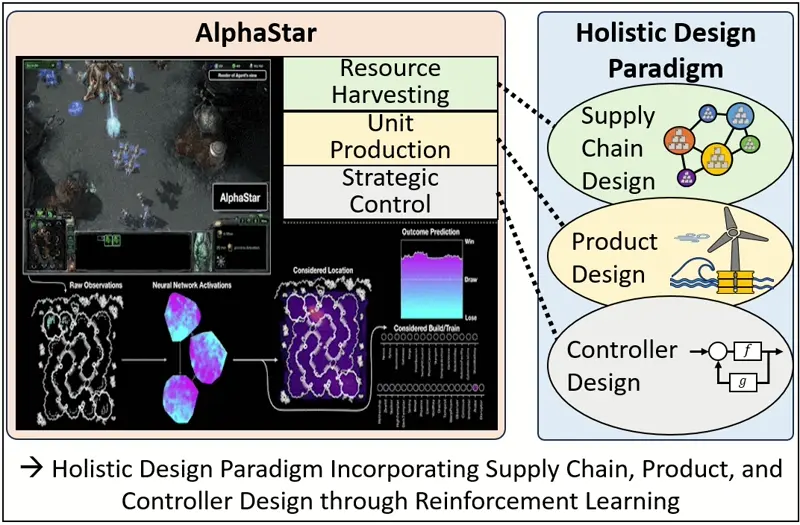 AlphaStar
Holistic Design
Paradigm
Resource
Harvesting
Unit
Production
Strategic
Control
AlphaStar
Raw Observations
Neural Network Activations
Considered Location
Outcome Prediction
Win
Draw
Lose
Considered Build/Train
Supply
Chain
Design
Product
Design
Controller
Design
f
g
→ Holistic Design Paradigm Incorporating Supply Chain, Product, and
Controller Design through Reinforcement Learning